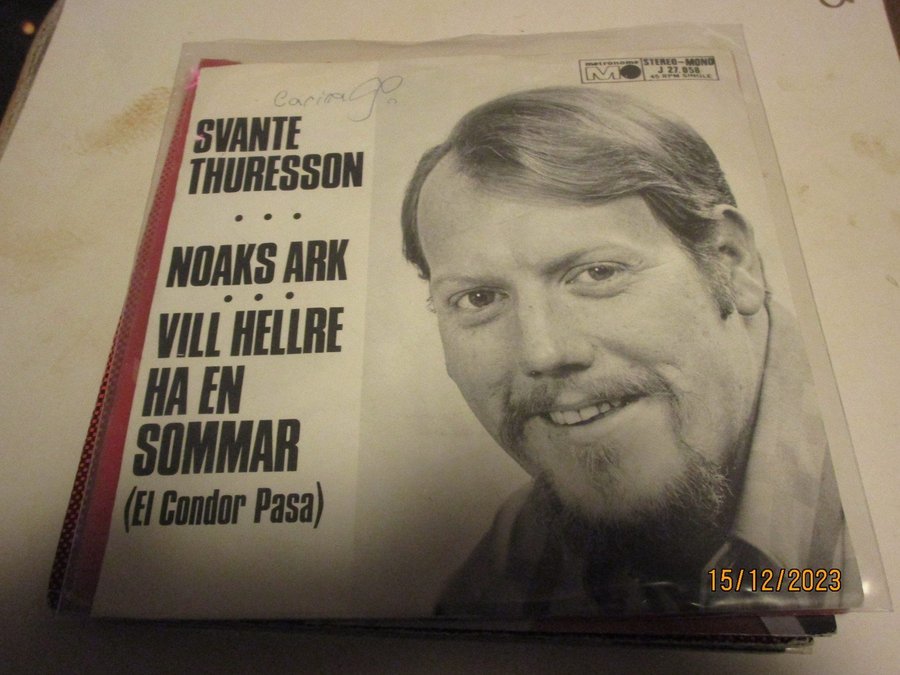 metronome
STEREO-MONO
J 27.058
45 RPM SINGLE
Carina
SVANTE
THURESSON
• • •
NOAKS ARK
• • •
VILL HELLRE
HA EN
SOMMAR
(El Condor Pasa)
15/12/2023